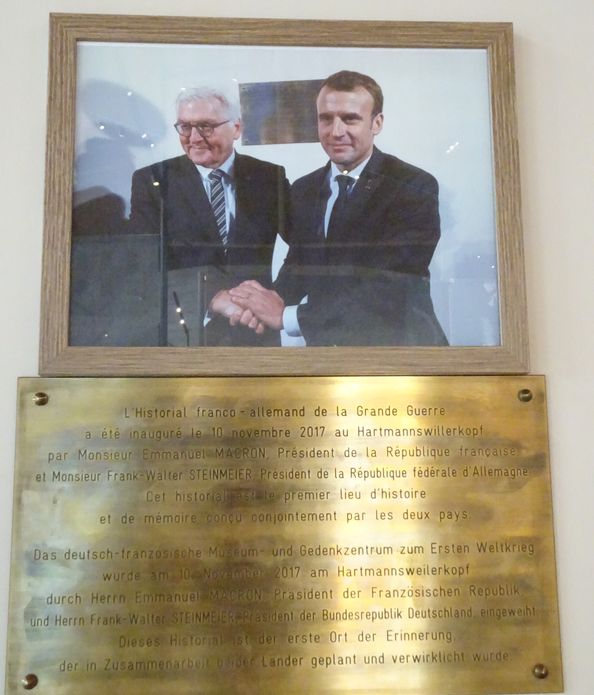 L'Historial franco-allemand de la Grande Guerre
a été inauguré le 10 novembre 2017 au Hartmannswillerkopf
par Monsieur Emmanuel MACRON, Président de la République française
et Monsieur Frank-Walter STEINMEIER, Président de la République fédérale d'Allemagne.
Cet historial est le premier lieu d'histoire
et de mémoire conçu conjointement par les deux pays.
Das deutsch-französische Museum- und Gedenkzentrum zum Ersten Weltkrieg
wurde am 10. November 2017 am Hartmannsweilerkopf
durch Herrn Emmanuel MACRON, Präsident der Französischen Republik,
und Herrn Frank-Walter STEINMEIER, Präsident der Bundesrepublik Deutschland, eingeweiht.
Dieses Historial ist der erste Ort der Erinnerung,
der in Zusammenarbeit beider Länder geplant und verwirklicht wurde.